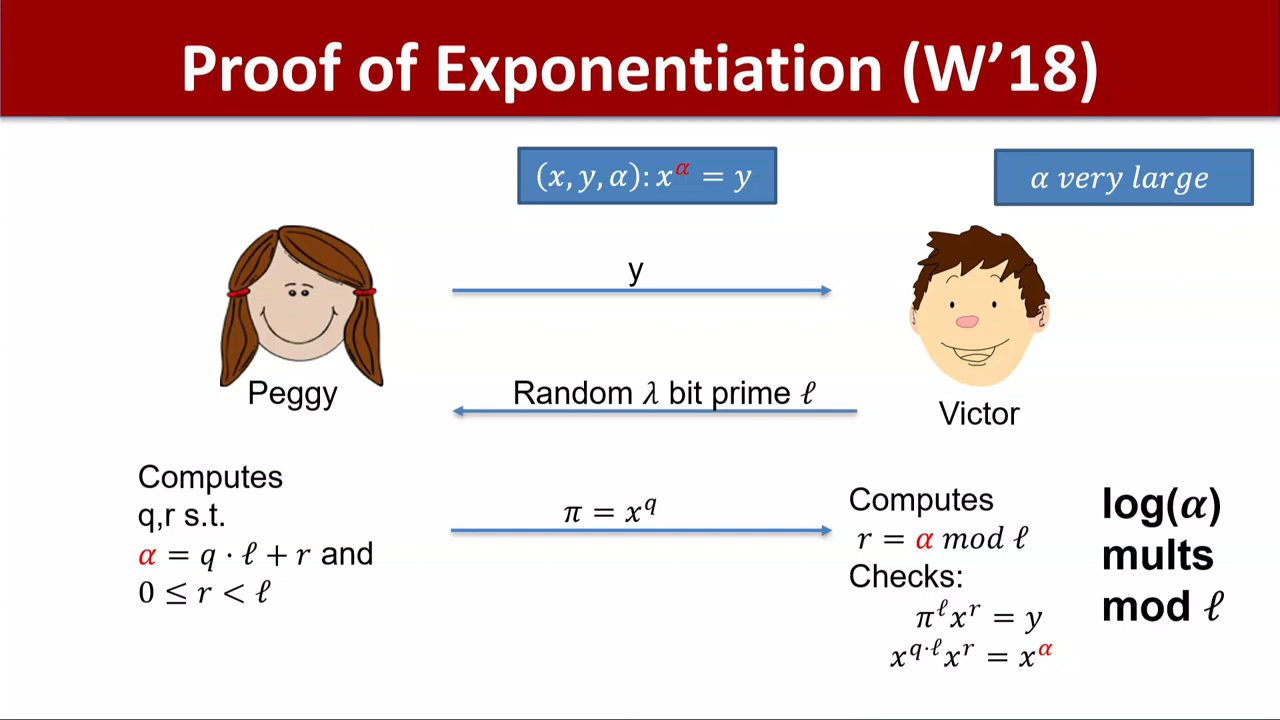 Proof of Exponentiation (W’18)
(x, y, α): x^α = y
α very large
y
Peggy
Random λ bit prime ℓ
Victor
Computes
q,r s.t.
α = q · ℓ + r and
0 ≤ r < ℓ
π = x^q
Computes
r = α mod ℓ
Checks:
π^ℓ x^r = y
x^{q·ℓ} x^r = x^α
log(α)
mults
mod ℓ